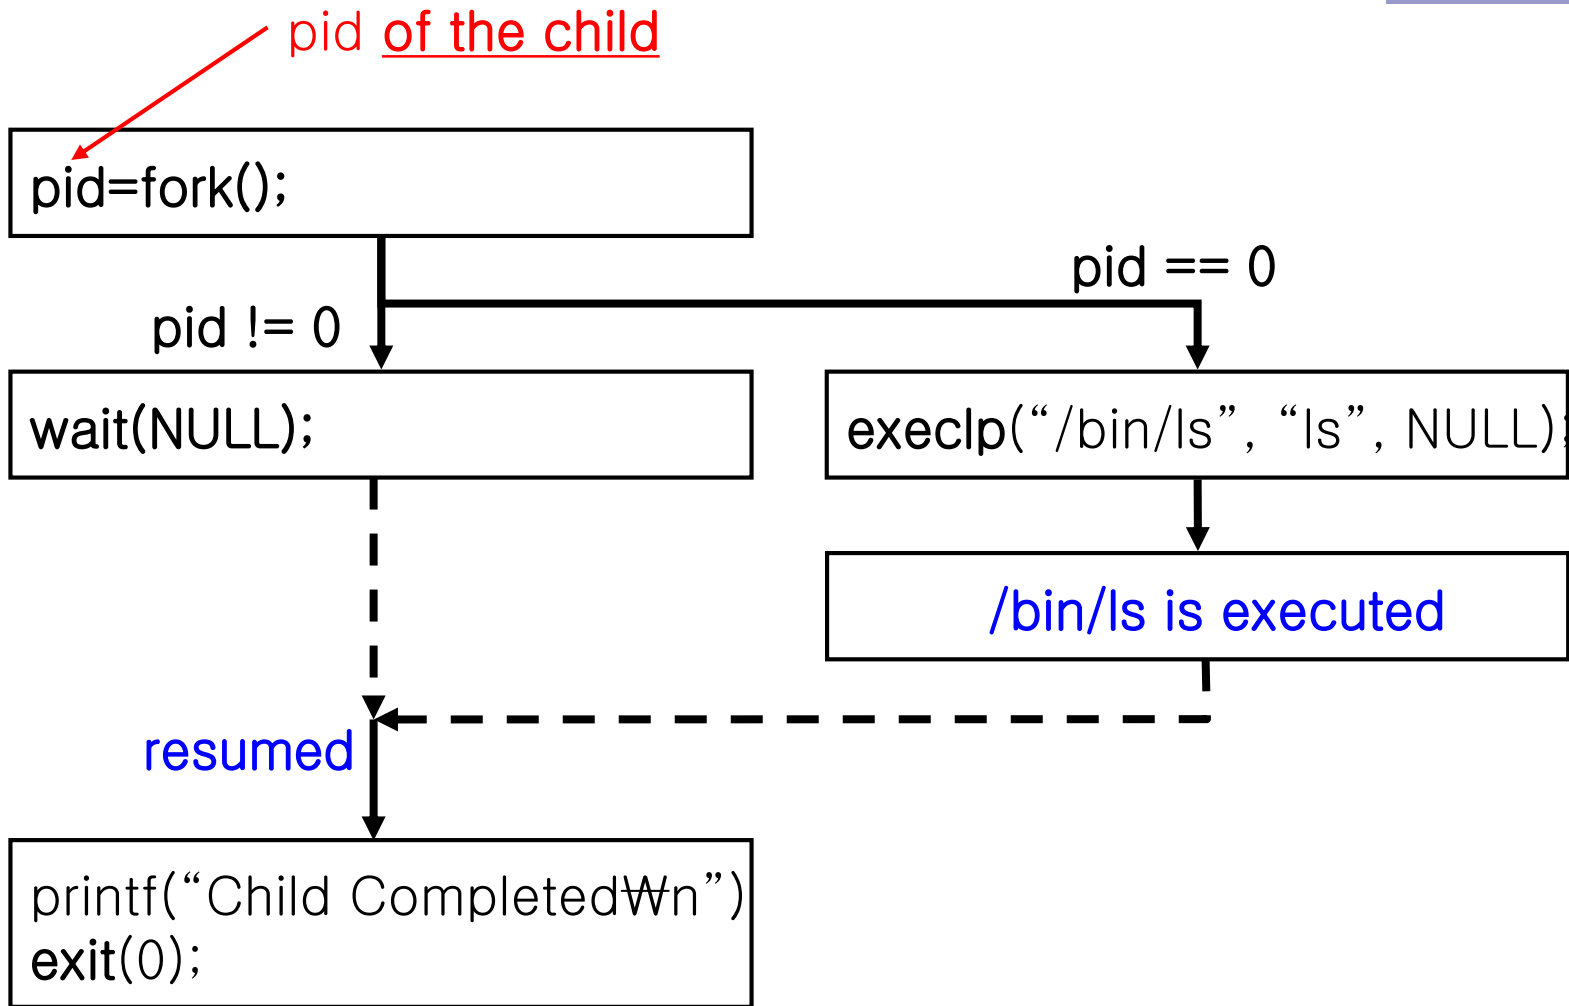 pid of the child
pid=fork();
pid == 0
pid != 0
wait(NULL);
execlp(“/bin/ls”, “ls”, NULL);
/bin/ls is executed
resumed
printf(“Child Completed₩n”)
exit(0);